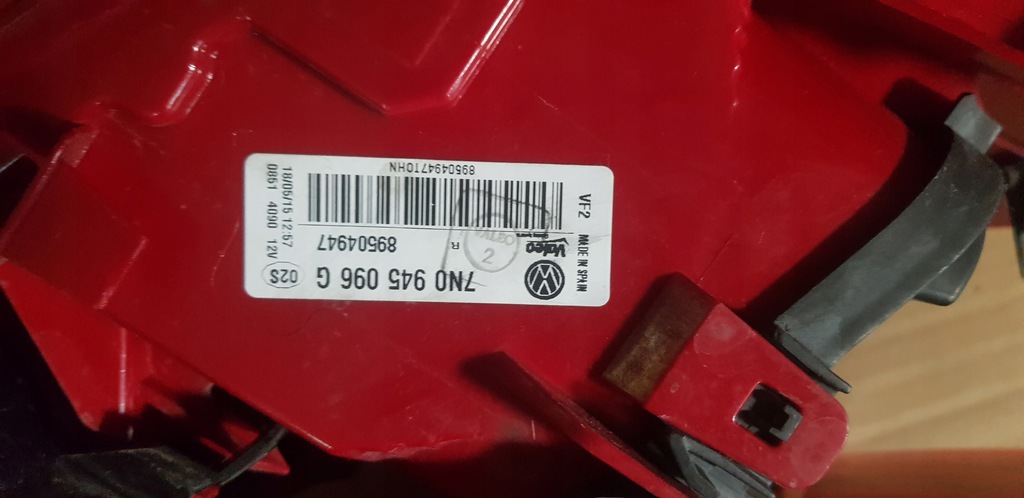 7N0 945 096 G
89504947
R
Valeo
VF2
MADE IN SPAIN
2
89504947TOHN
18/05/15 12:57
0851 4090 12V
02S